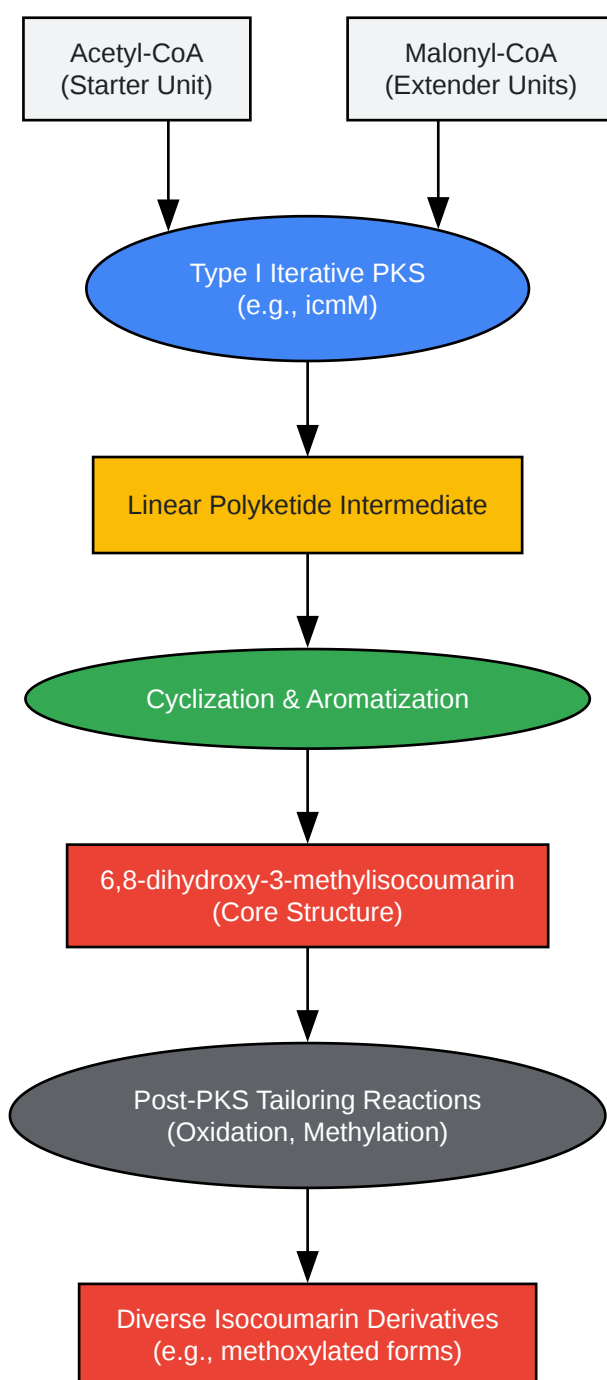 Acetyl-CoA
(Starter Unit)
Malonyl-CoA
(Extender Units)
Type I Iterative PKS
(e.g., icmM)
Linear Polyketide Intermediate
Cyclization & Aromatization
6,8-dihydroxy-3-methylisocoumarin
(Core Structure)
Post-PKS Tailoring Reactions
(Oxidation, Methylation)
Diverse Isocoumarin Derivatives
(e.g., methoxylated forms)